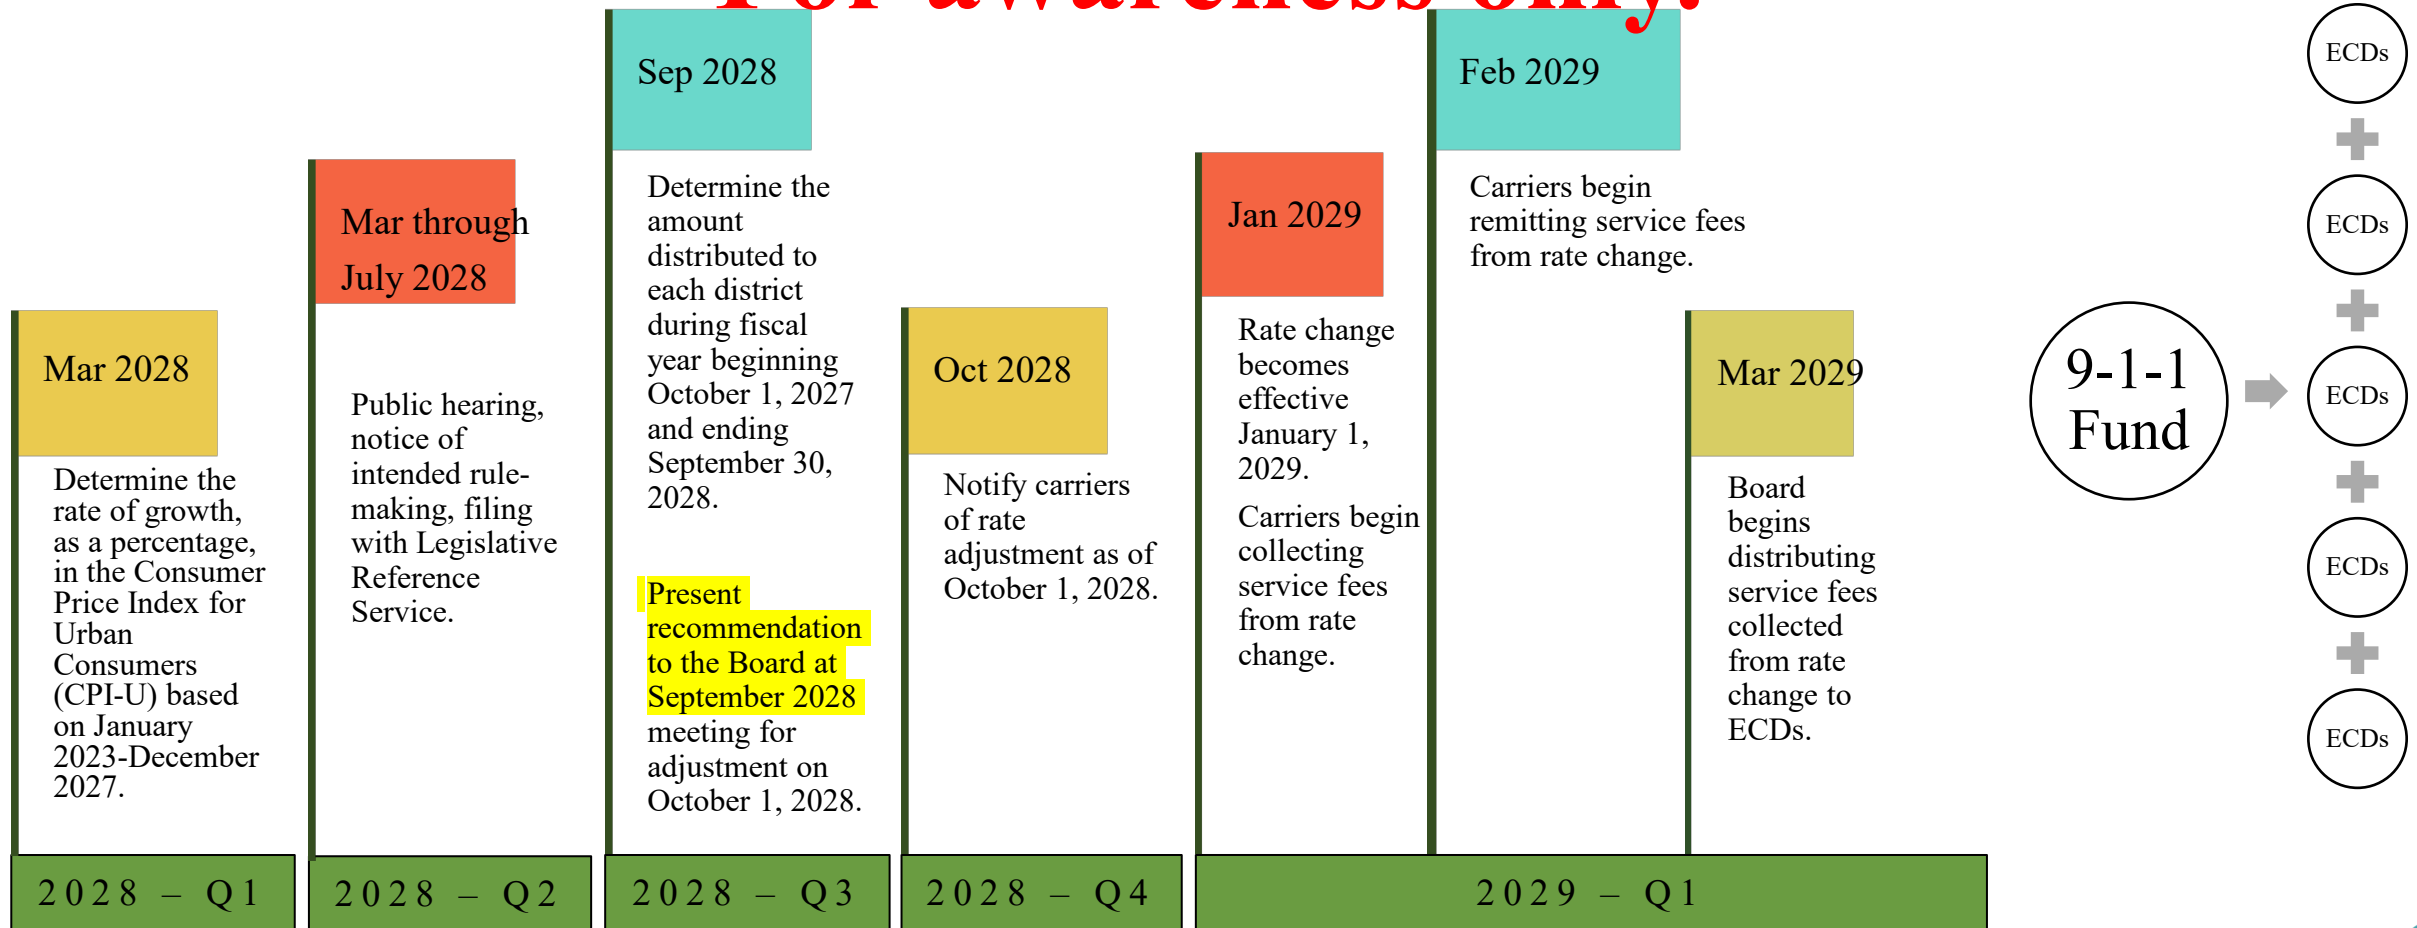 For awareness only.
Sep 2028
Feb 2029
Mar through
July 2028
Jan 2029
Mar 2028
Oct 2028
Mar 2029
Determine the
rate of growth,
as a percentage,
in the Consumer
Price Index for
Urban
Consumers
(CPI-U) based
on January
2023-December
2027.
Public hearing,
notice of
intended rule-
making, filing
with Legislative
Reference
Service.
Determine the
amount
distributed to
each district
during fiscal
year beginning
October 1, 2027
and ending
September 30,
2028.
Present
recommendation
to the Board at
September 2028
meeting for
adjustment on
October 1, 2028.
Notify carriers
of rate
adjustment as of
October 1, 2028.
Rate change
becomes
effective
January 1,
2029.
Carriers begin
collecting
service fees
from rate
change.
Carriers begin
remitting service fees
from rate change.
Board
begins
distributing
service fees
collected
from rate
change to
ECDs.
2028 – Q1
2028 – Q2
2028 – Q3
2028 – Q4
2029 – Q1
9-1-1
Fund
ECDs
ECDs
ECDs
ECDs
ECDs